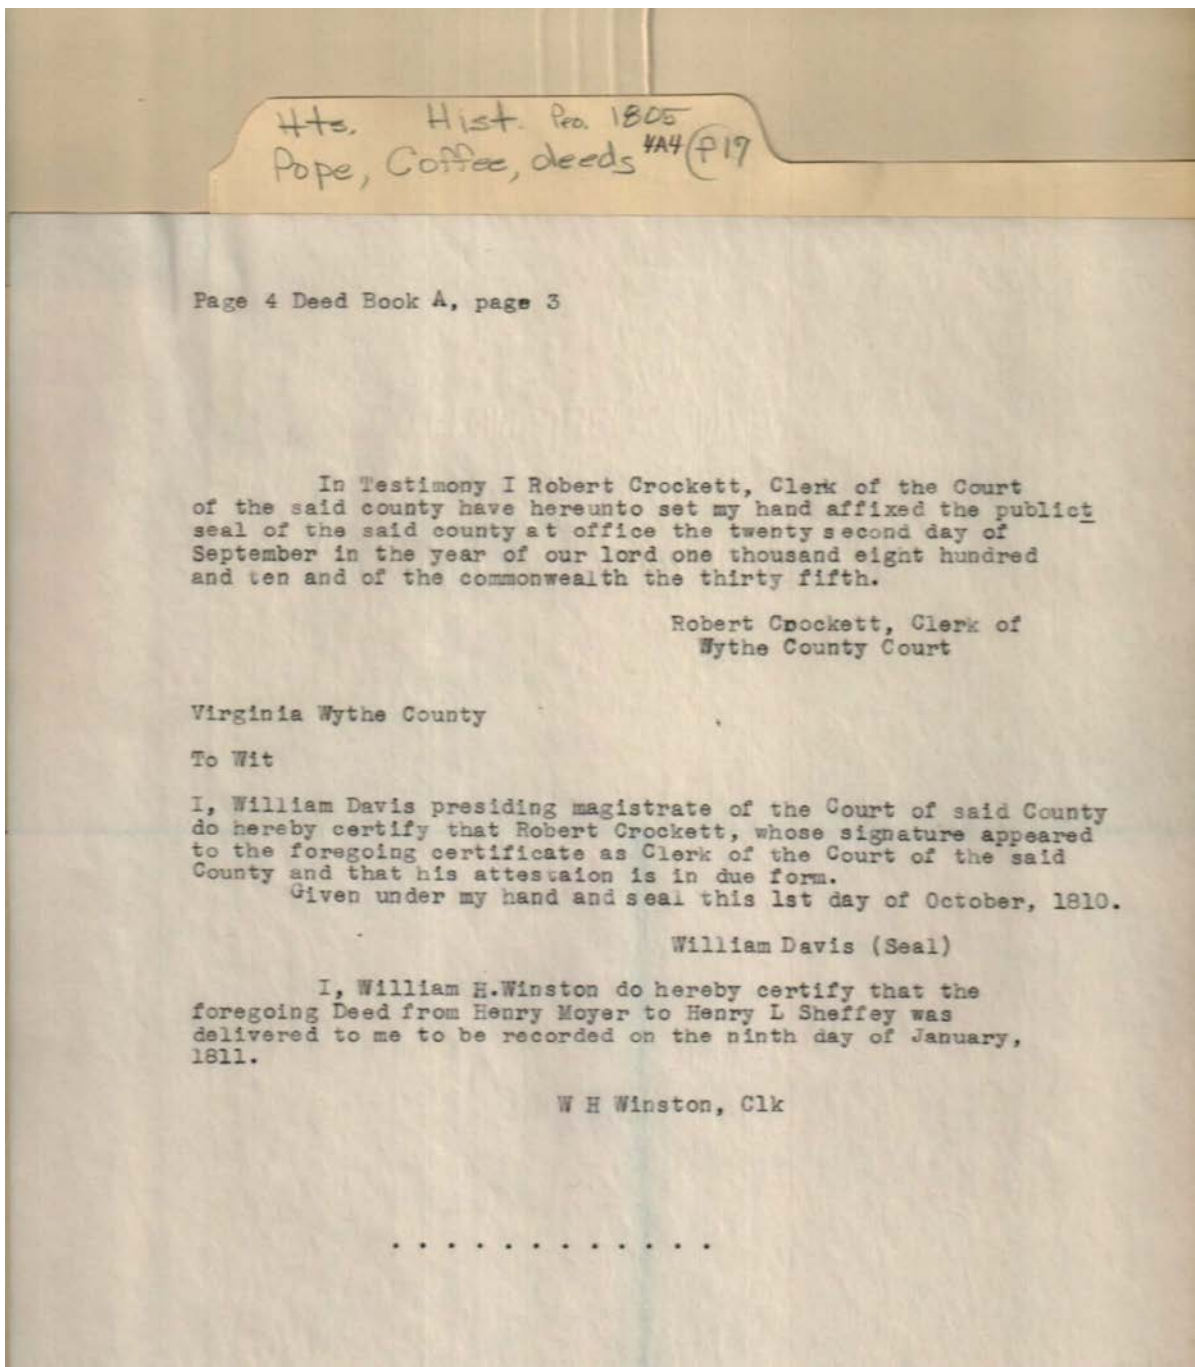 Hts. Hist. Peo. 1805
Pope, Coffee, deeds 4A4 P17
Page 4 Deed Book A, page 3
In Testimony I Robert Crockett, Clerk of the Court
of the said county have hereunto set my hand affixed the publict
seal of the said county at office the twenty second day of
September in the year of our lord one thousand eight hundred
and ten and of the commonwealth the thirty fifth.
Robert Cpockett, Clerk of
Wythe County Court
Virginia Wythe County
To Wit
I, William Davis presiding magistrate of the Court of said County
do hereby certify that Robert Crockett, whose signature appeared
to the foregoing certificate as Clerk of the Court of the said
County and that his attestaion is in due form.
Given under my hand and seal this 1st day of October, 1810.
William Davis (Seal)
I, William H.Winston do hereby certify that the
foregoing Deed from Henry Moyer to Henry L Sheffey was
delivered to me to be recorded on the ninth day of January,
1811.
W H Winston, Clk
. . . . . . . . . . . .